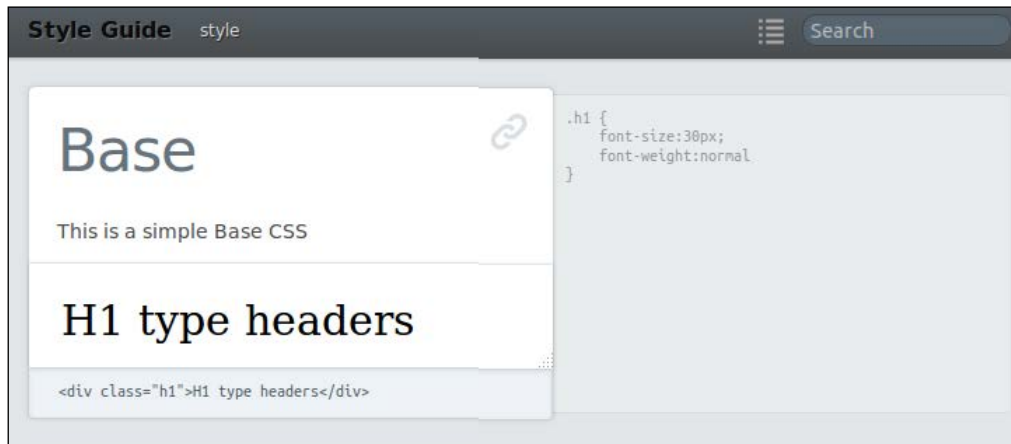 Style Guide style Search
Base
This is a simple Base CSS
H1 type headers
<div class="h1">H1 type headers</div>
.h1 {
    font-size:30px;
    font-weight:normal
}